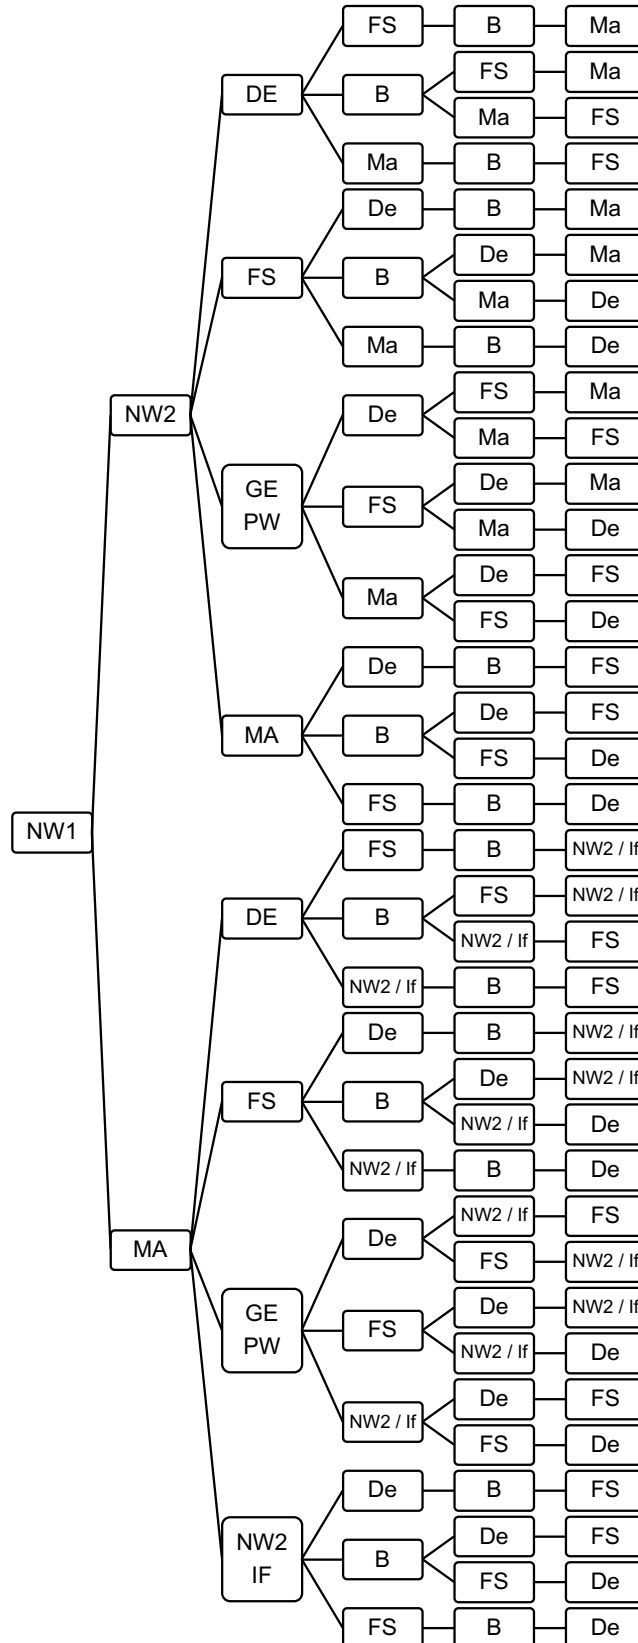 FS B Ma
FS Ma
DE B
Ma FS
Ma B FS
De B Ma
De Ma
FS B
Ma De
Ma B De
FS Ma
NW2 De
Ma FS
GE
PW
De Ma
FS
Ma De
De FS
Ma
FS De
De B FS
De FS
MA B
FS De
FS B De
NW1
FS B NW2 / If
FS NW2 / If
DE B
NW2 / If FS
NW2 / If B FS
De B NW2 / If
De NW2 / If
FS B
NW2 / If De
NW2 / If B De
NW2 / If FS
MA De
FS NW2 / If
GE
PW
De NW2 / If
FS
NW2 / If De
De FS
NW2 / If
FS De
De B FS
NW2
IF
De FS
B
FS De
FS B De